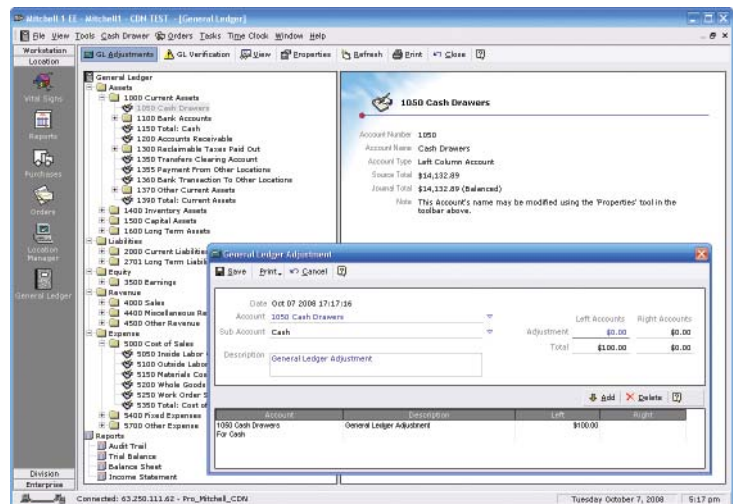 Mitchell 1 EE - Mitchell1 - CDN TEST - [General Ledger]
File View Tools Cash Drawer Orders Tasks Time Clock Window Help
Workstation
Location
GL Adjustments GL Verification View Properties Refresh Print Close
Vital Signs
Reports
Purchases
Orders
Location Manager
General Ledger
Division
Enterprise
General Ledger
Assets
1000 Current Assets
1050 Cash Drawers
1100 Bank Accounts
1150 Total: Cash
1200 Accounts Receivable
1300 Reclaimable Taxes Paid Out
1350 Transfers Clearing Account
1355 Payment From Other Locations
1360 Bank Transaction To Other Locations
1370 Other Current Assets
1390 Total: Current Assets
1400 Inventory Assets
1500 Capital Assets
1600 Long Term Assets
Liabilities
2000 Current Liabilities
2701 Long Term Liabili
Equity
3500 Earnings
Revenue
4000 Sales
4400 Miscellaneous Re
4500 Other Revenue
Expense
5000 Cost of Sales
5050 Inside Labor
5100 Outside Labor
5150 Materials Cos
5200 Whole Goods
5250 Work Order S
5350 Total: Cost of
5400 Fixed Expenses
5700 Other Expense
Reports
Audit Trail
Trial Balance
Balance Sheet
Income Statement
1050 Cash Drawers
Account Number 1050
Account Name Cash Drawers
Account Type Left Column Account
Source Total $14,132.89
Journal Total $14,132.89 (Balanced)
Note This Account's name may be modified using the 'Properties' tool in the
toolbar above.
General Ledger Adjustment
Save Print Cancel
Date Oct 07 2008 17:17:16
Account 1050 Cash Drawers
Left Accounts Right Accounts
Sub Account Cash
Adjustment $0.00 $0.00
Total $100.00 $0.00
Description General Ledger Adjustment
Add Delete
Account Description Left Right
1050 Cash Drawers General Ledger Adjustment $100.00
For Cash
Connected: 63.250.111.62 - Pro_Mitchell_CDN Tuesday October 7, 2008 5:17 pm